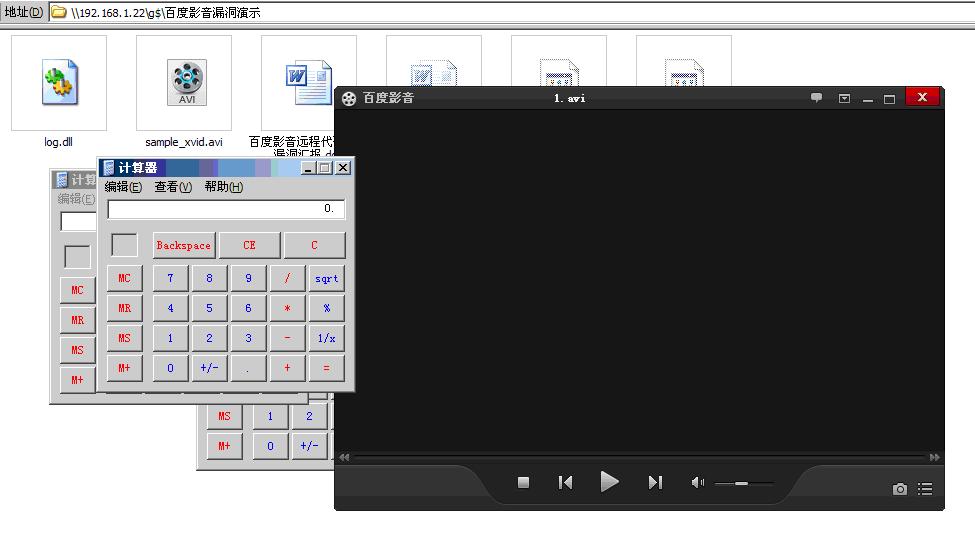 地址(D) \\192.168.1.22\g$\百度影音漏洞演示
AVI
log.dll
sample_xvid.avi
百度影音远程代
漏洞汇报.do
百度影音
1.avi
计算
编辑(E)
MC
MR
MS
M+
计算器
编辑(E) 查看(V) 帮助(H)
0.
Backspace CE C
MC 7 8 9 / sqrt
MR 4 5 6 * %
MS 1 2 3 - 1/x
M+ 0 +/- . + =
MS 1 2
M+ 0 +/-